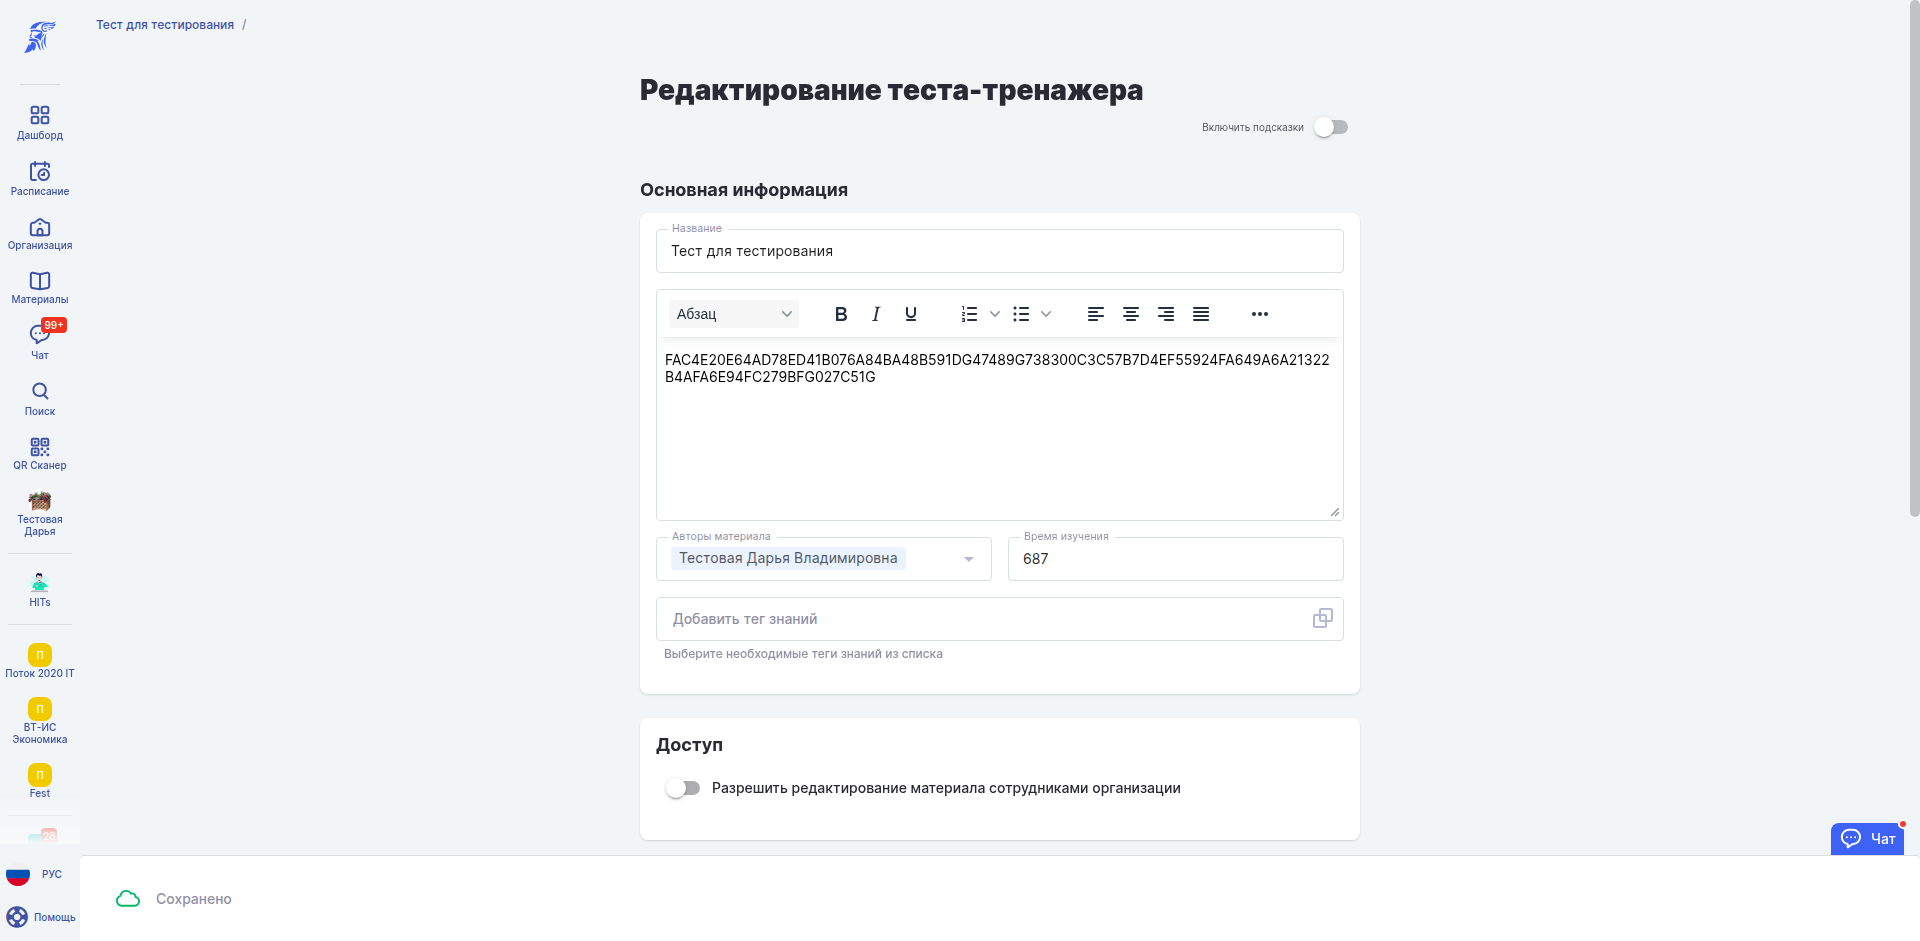 Тест для тестирования /
Дашборд
Расписание
Организация
Материалы
99+
Чат
Поиск
QR Сканер
Тестовая
Дарья
HITs
П
Поток 2020 IT
П
ВТ-ИС
Экономика
П
Fest
28
РУС
Помощь
Редактирование теста-тренажера
Включить подсказки
Основная информация
Название
Тест для тестирования
Абзац
FAC4E20E64AD78ED41B076A84BA48B591DG47489G738300C3C57B7D4EF55924FA649A6A21322
B4AFA6E94FC279BFG027C51G
Авторы материала
Тестовая Дарья Владимировна
Время изучения
687
Добавить тег знаний
Выберите необходимые теги знаний из списка
Доступ
Разрешить редактирование материала сотрудниками организации
Чат
Сохранено